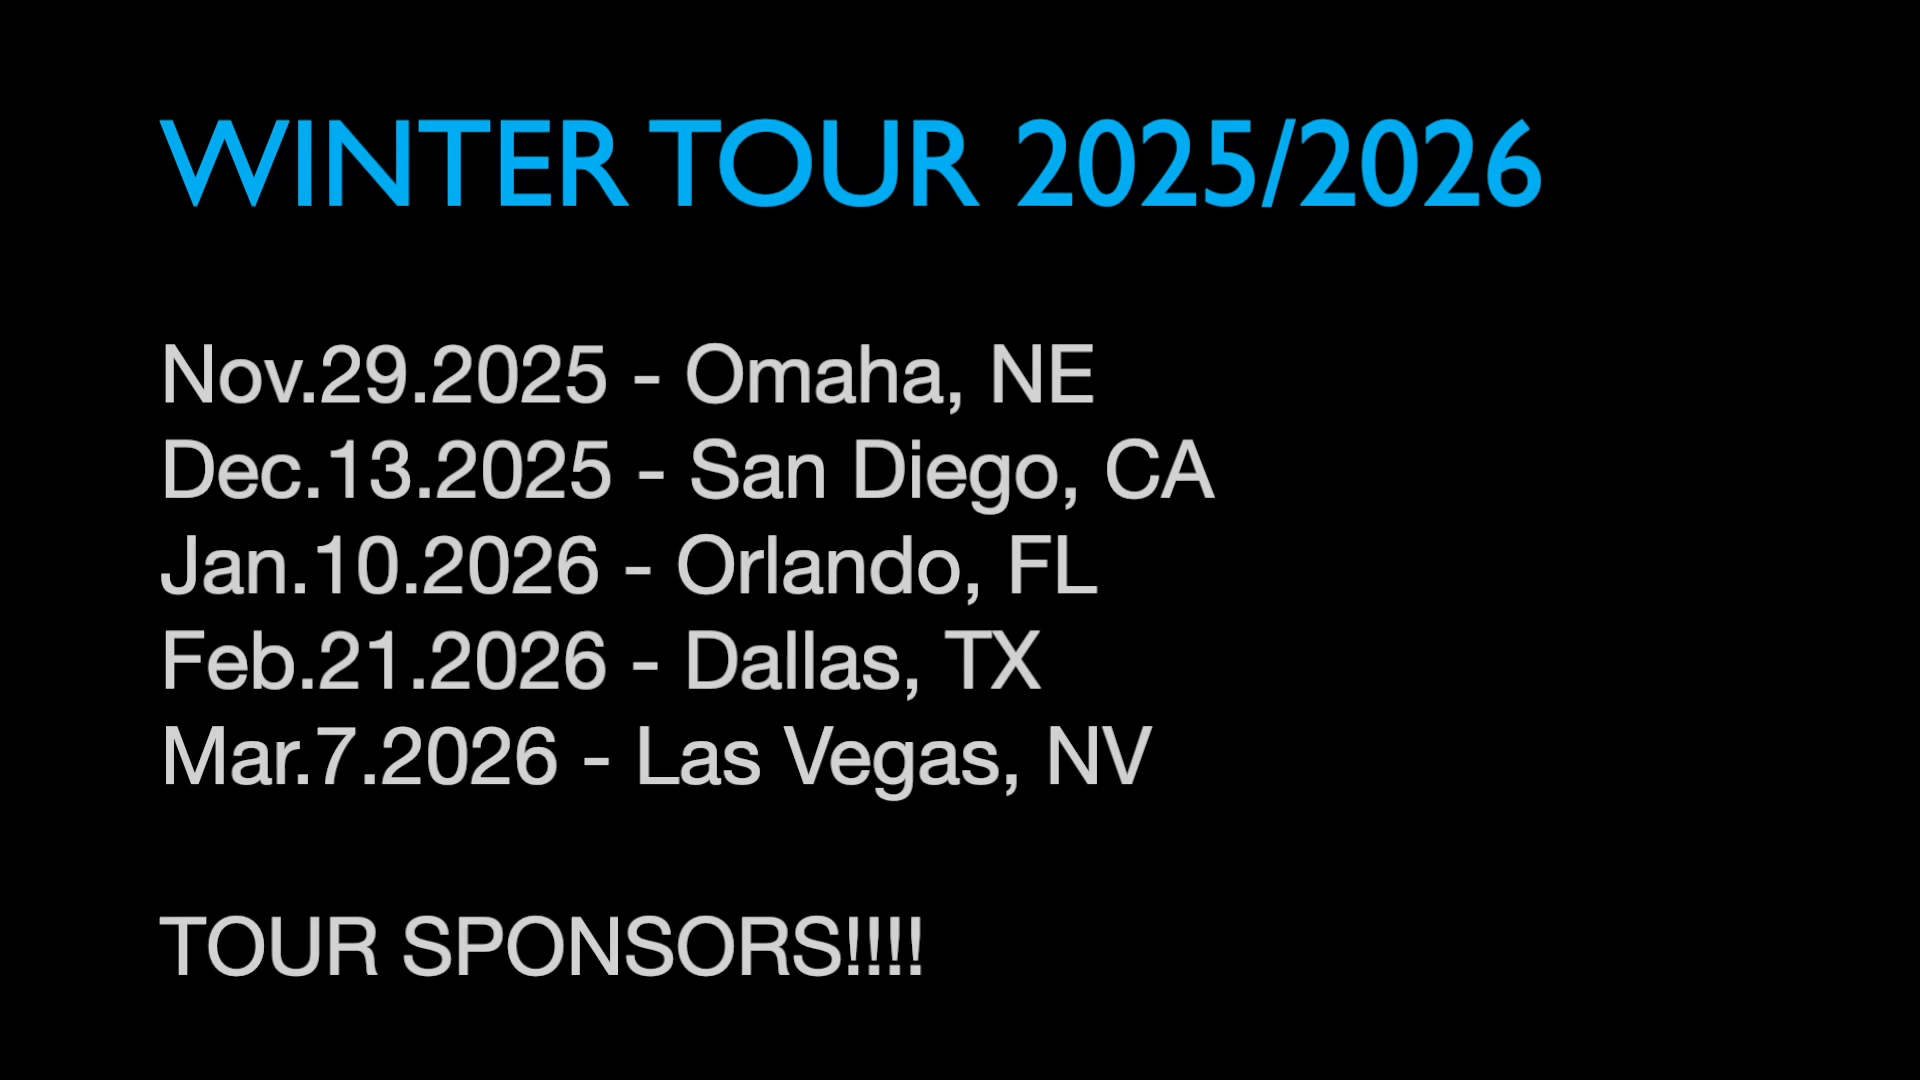 WINTER TOUR 2025/2026
Nov.29.2025 - Omaha, NE
Dec.13.2025 - San Diego, CA
Jan.10.2026 - Orlando, FL
Feb.21.2026 - Dallas, TX
Mar.7.2026 - Las Vegas, NV
TOUR SPONSORS!!!!